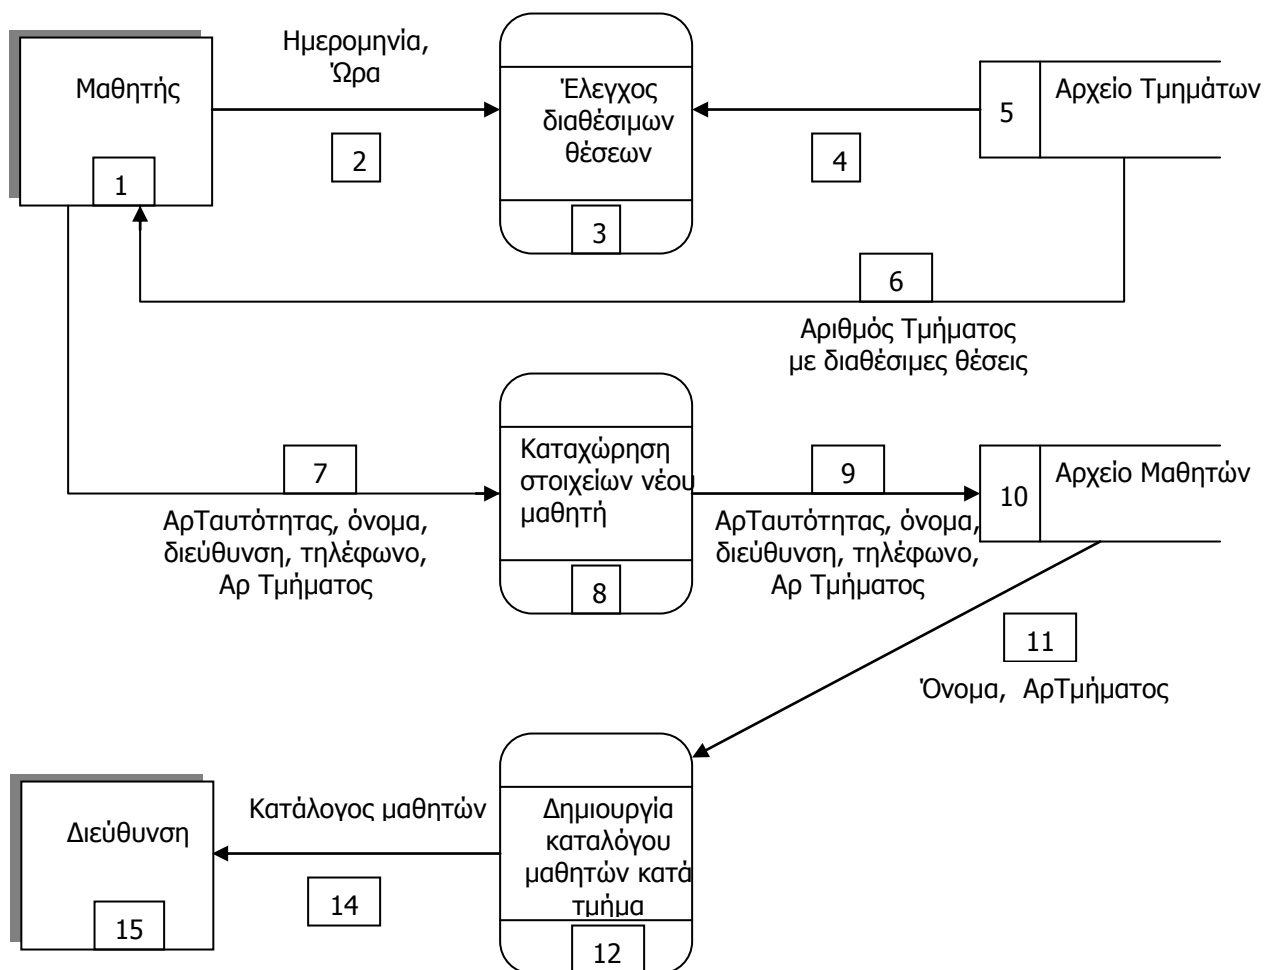 Ημερομηνία,
Ώρα
Μαθητής
1
2
Έλεγχος
διαθέσιμων
θέσεων
3
4
5
Αρχείο Τμημάτων
6
Αριθμός Τμήματος
με διαθέσιμες θέσεις
7
ΑρΤαυτότητας, όνομα,
διεύθυνση, τηλέφωνο,
Αρ Τμήματος
Καταχώρηση
στοιχείων νέου
μαθητή
8
9
ΑρΤαυτότητας, όνομα,
διεύθυνση, τηλέφωνο,
Αρ Τμήματος
10
Αρχείο Μαθητών
11
Όνομα, ΑρΤμήματος
Διεύθυνση
15
Κατάλογος μαθητών
14
Δημιουργία
καταλόγου
μαθητών κατά
τμήμα
12